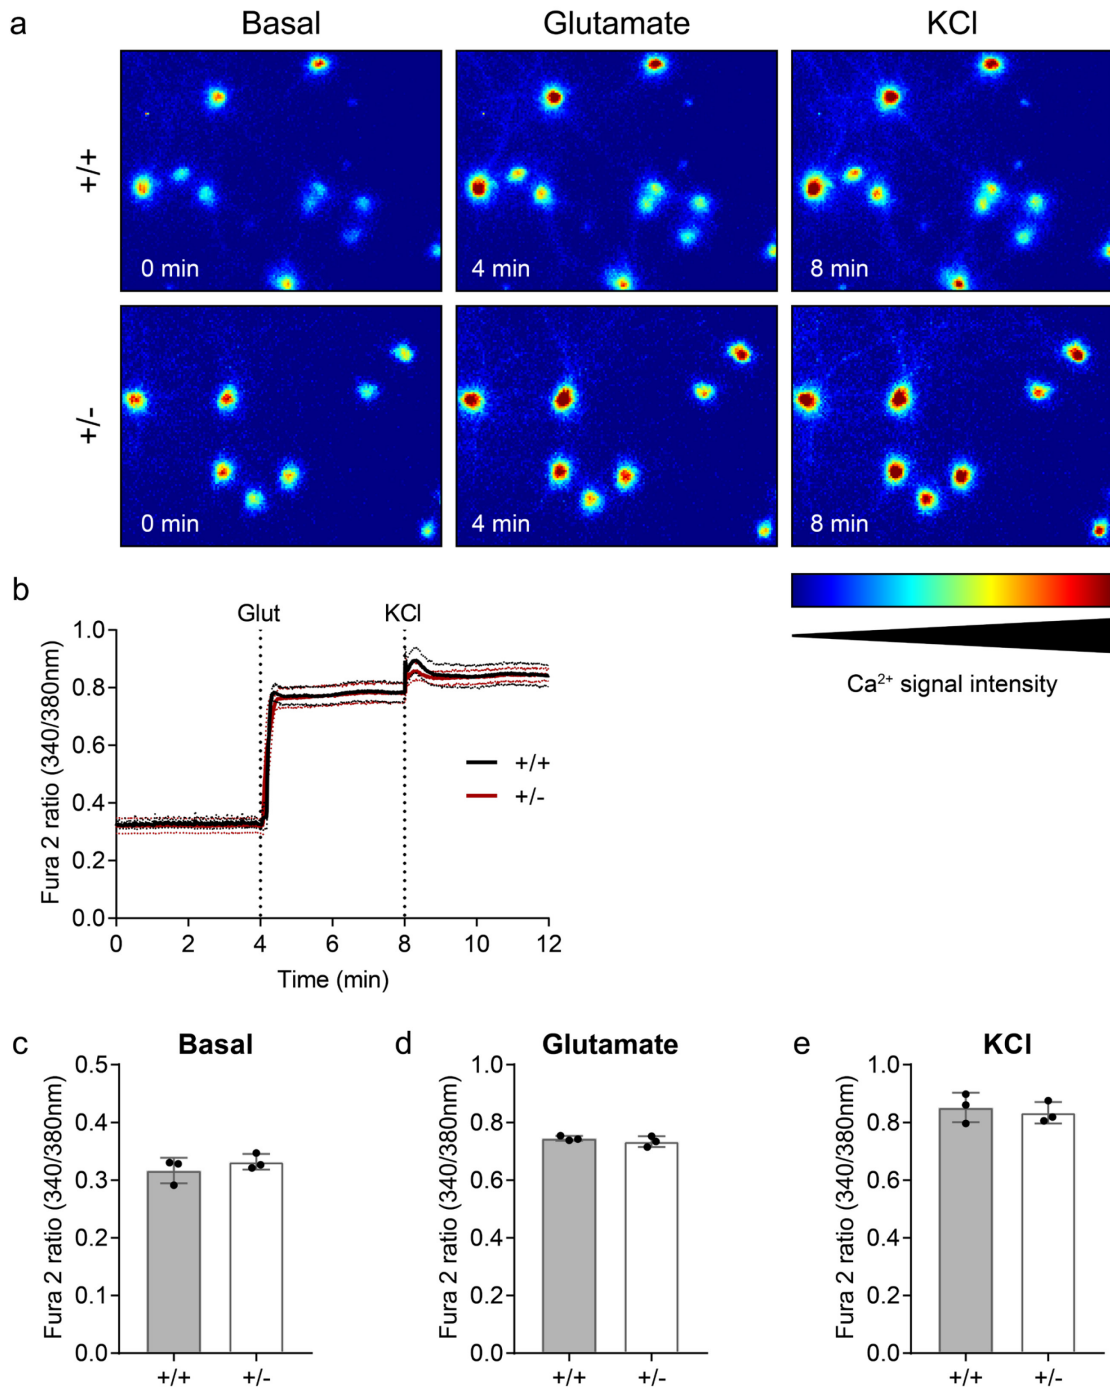 a
Basal
Glutamate
KCl
+/+
0 min
4 min
8 min
+/-
0 min
4 min
8 min
Ca²⁺ signal intensity
b
Glut
KCl
Fura 2 ratio (340/380nm)
1.0
0.8
0.6
0.4
0.2
0.0
+/+
+/-
0
2
4
6
8
10
12
Time (min)
c
Basal
Fura 2 ratio (340/380nm)
0.5
0.4
0.3
0.2
0.1
0.0
+/+
+/-
d
Glutamate
Fura 2 ratio (340/380nm)
1.0
0.8
0.6
0.4
0.2
0.0
+/+
+/-
e
KCl
Fura 2 ratio (340/380nm)
1.0
0.8
0.6
0.4
0.2
0.0
+/+
+/-